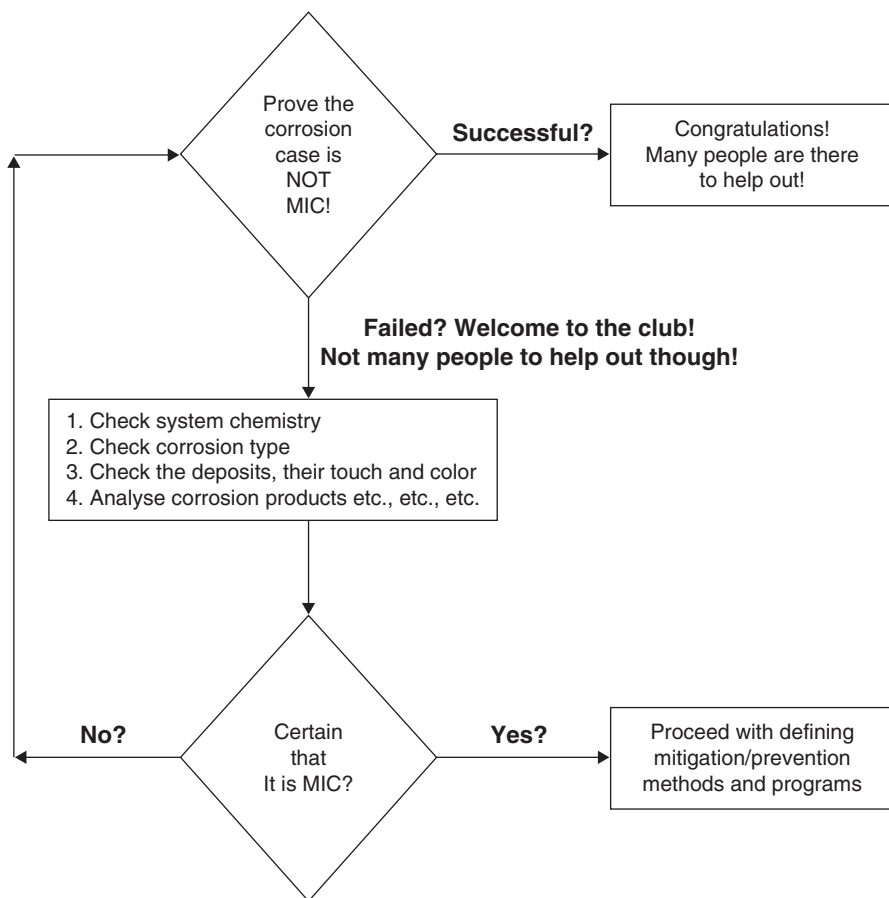 Prove the
corrosion
case is
NOT
MIC!
Successful?
Congratulations!
Many people are there
to help out!
Failed? Welcome to the club!
Not many people to help out though!
1. Check system chemistry
2. Check corrosion type
3. Check the deposits, their touch and color
4. Analyse corrosion products etc., etc., etc.
No?
Certain
that
It is MIC?
Yes?
Proceed with defining
mitigation/prevention
methods and programs